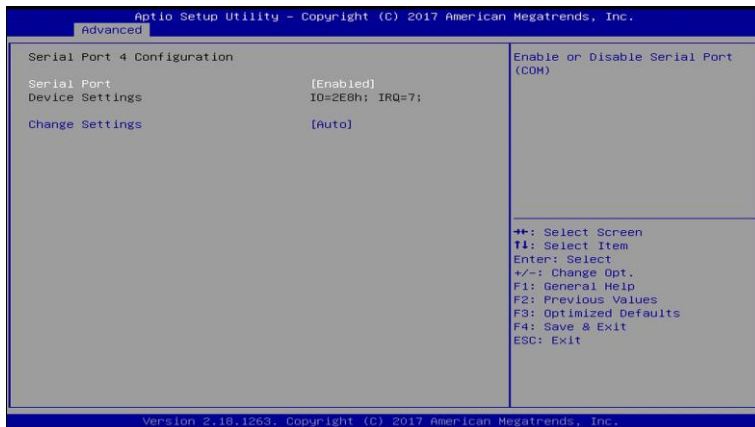 Aptio Setup Utility – Copyright (C) 2017 American Megatrends, Inc.
Advanced
Serial Port 4 Configuration
Serial Port [Enabled]
Device Settings IO=2E8h; IRQ=7;
Change Settings [Auto]
Enable or Disable Serial Port
(COM)
→←: Select Screen
↑↓: Select Item
Enter: Select
+/-: Change Opt.
F1: General Help
F2: Previous Values
F3: Optimized Defaults
F4: Save & Exit
ESC: Exit
Version 2.18.1263. Copyright (C) 2017 American Megatrends, Inc.